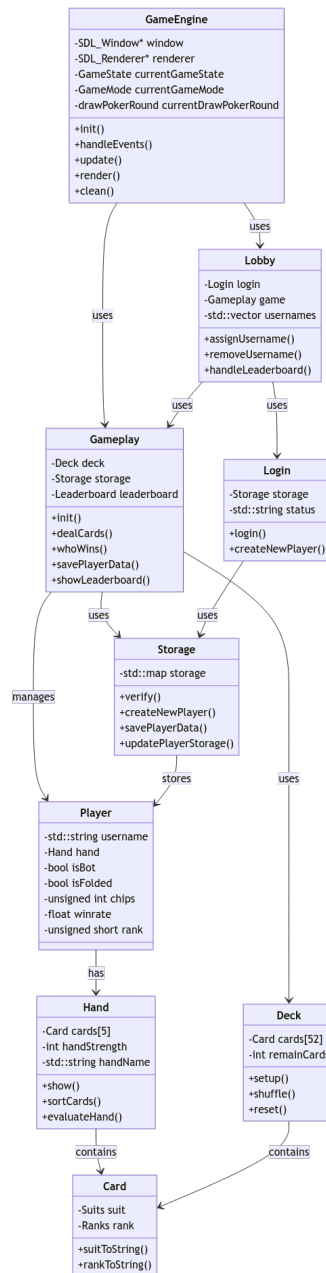 GameEngine
-SDL_Window* window
-SDL_Renderer* renderer
-GameState currentGameState
-GameMode currentGameMode
-drawPokerRound currentDrawPokerRound
+init()
+handleEvents()
+update()
+render()
+clean()
uses
Lobby
-Login login
-Gameplay game
-std::vector usernames
+assignUsername()
+removeUsername()
+handleLeaderboard()
uses
uses
uses
Gameplay
-Deck deck
-Storage storage
-Leaderboard leaderboard
+init()
+dealCards()
+whoWins()
+savePlayerData()
+showLeaderboard()
Login
-Storage storage
-std::string status
+login()
+createNewPlayer()
uses
uses
Storage
-std::map storage
+verify()
+createNewPlayer()
+savePlayerData()
+updatePlayerStorage()
manages
stores
uses
Player
-std::string username
-Hand hand
-bool isBot
-bool isFolded
-unsigned int chips
-float winrate
-unsigned short rank
has
Hand
-Card cards[5]
-int handStrength
-std::string handName
+show()
+sortCards()
+evaluateHand()
Deck
-Card cards[52]
-int remainCards
+setup()
+shuffle()
+reset()
contains
contains
Card
-Suits suit
-Ranks rank
+suitToString()
+rankToString()